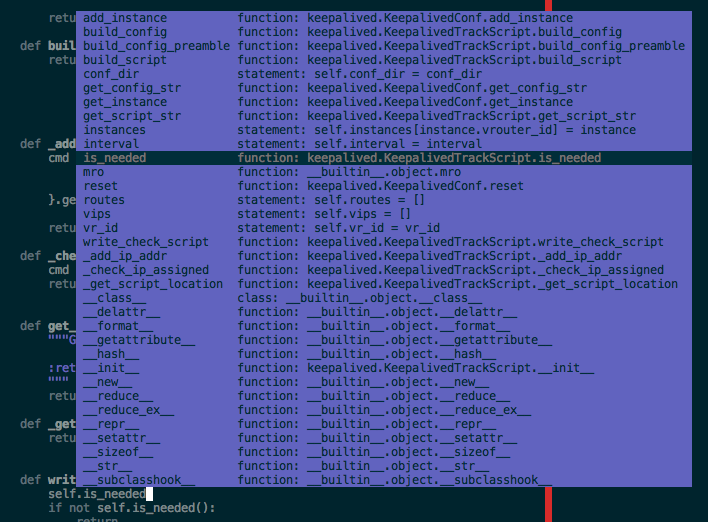 retu add_instance function: keepalived.KeepalivedConf.add_instance
build_config function: keepalived.KeepalivedTrackScript.build_config
def buil build_config_preamble function: keepalived.KeepalivedTrackScript.build_config_preamble
retu build_script function: keepalived.KeepalivedTrackScript.build_script
conf_dir statement: self.conf_dir = conf_dir
get_config_str function: keepalived.KeepalivedConf.get_config_str
get_instance function: keepalived.KeepalivedConf.get_instance
get_script_str function: keepalived.KeepalivedTrackScript.get_script_str
instances statement: self.instances[instance.vrouter_id] = instance
def _add interval statement: self.interval = interval
cmd is_needed function: keepalived.KeepalivedTrackScript.is_needed
mro function: __builtin__.object.mro
reset function: keepalived.KeepalivedConf.reset
}.ge routes statement: self.routes = []
vips statement: self.vips = []
retu vr_id statement: self.vr_id = vr_id
write_check_script function: keepalived.KeepalivedTrackScript.write_check_script
def _che _add_ip_addr function: keepalived.KeepalivedTrackScript._add_ip_addr
cmd _check_ip_assigned function: keepalived.KeepalivedTrackScript._check_ip_assigned
retu _get_script_location function: keepalived.KeepalivedTrackScript._get_script_location
__class__ class: __builtin__.object.__class__
__delattr__ function: __builtin__.object.__delattr__
def get_ __format__ function: __builtin__.object.__format__
"""G __getattribute__ function: __builtin__.object.__getattribute__
__hash__ function: __builtin__.object.__hash__
:ret __init__ function: keepalived.KeepalivedTrackScript.__init__
""" __new__ function: __builtin__.object.__new__
retu __reduce__ function: __builtin__.object.__reduce__
__reduce_ex__ function: __builtin__.object.__reduce_ex__
def _get __repr__ function: __builtin__.object.__repr__
retu __setattr__ function: __builtin__.object.__setattr__
__sizeof__ function: __builtin__.object.__sizeof__
__str__ function: __builtin__.object.__str__
def writ __subclasshook__ function: __builtin__.object.__subclasshook__
self.is_needed
if not self.is_needed():
return